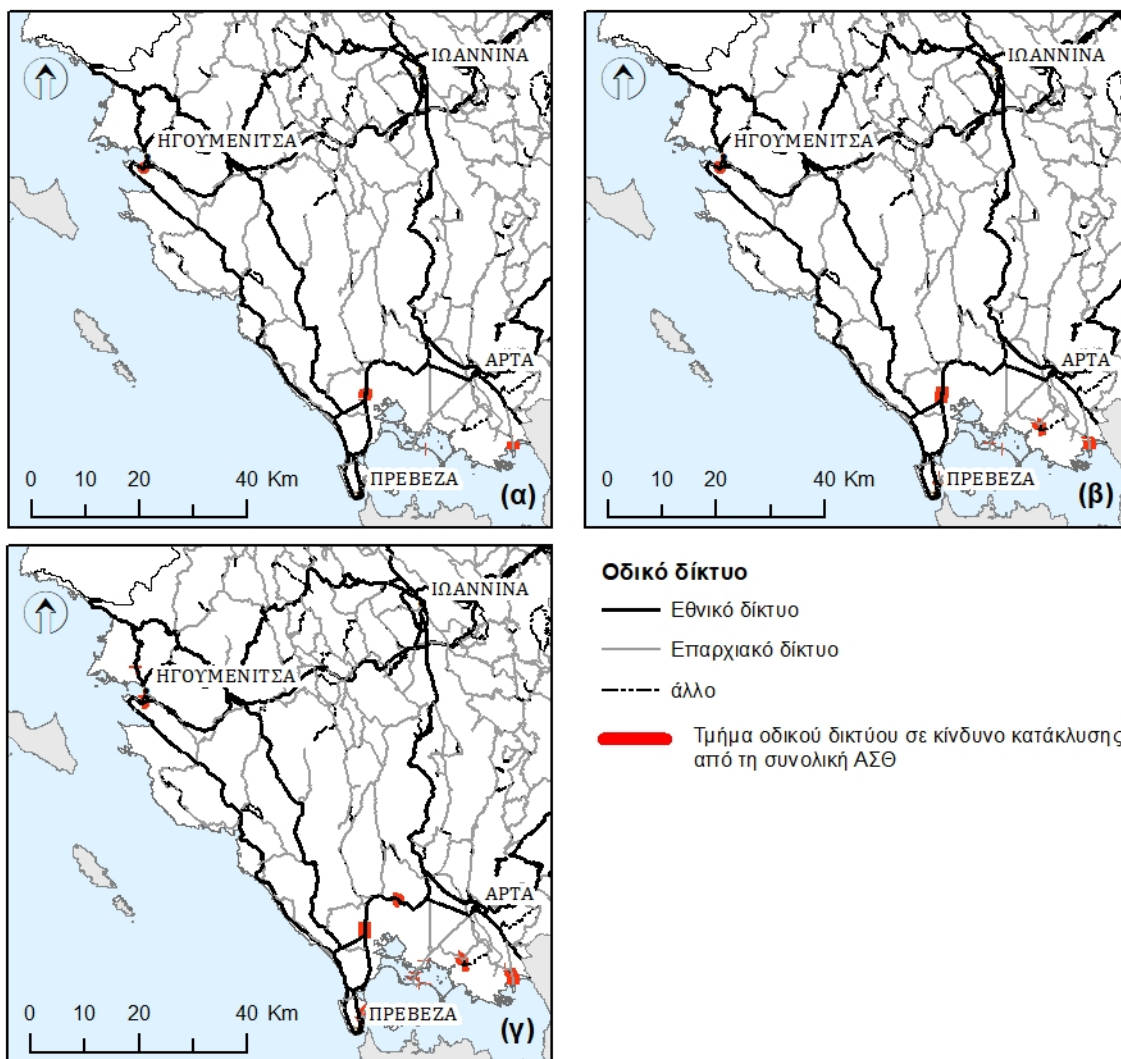 ΙΩΑΝΝΙΝΑ
ΗΓΟΥΜΕΝΙΤΣΑ
ΑΡΤΑ
ΠΡΕΒΕΖΑ
0 10 20 40 Km
(α)
ΙΩΑΝΝΙΝΑ
ΗΓΟΥΜΕΝΙΤΣΑ
ΑΡΤΑ
ΠΡΕΒΕΖΑ
0 10 20 40 Km
(β)
ΙΩΑΝΝΙΝΑ
ΗΓΟΥΜΕΝΙΤΣΑ
ΑΡΤΑ
ΠΡΕΒΕΖΑ
0 10 20 40 Km
(γ)
Οδικό δίκτυο
Εθνικό δίκτυο
Επαρχιακό δίκτυο
άλλο
Τμήμα οδικού δικτύου σε κίνδυνο κατάκλυσης
από τη συνολική ΑΣΘ